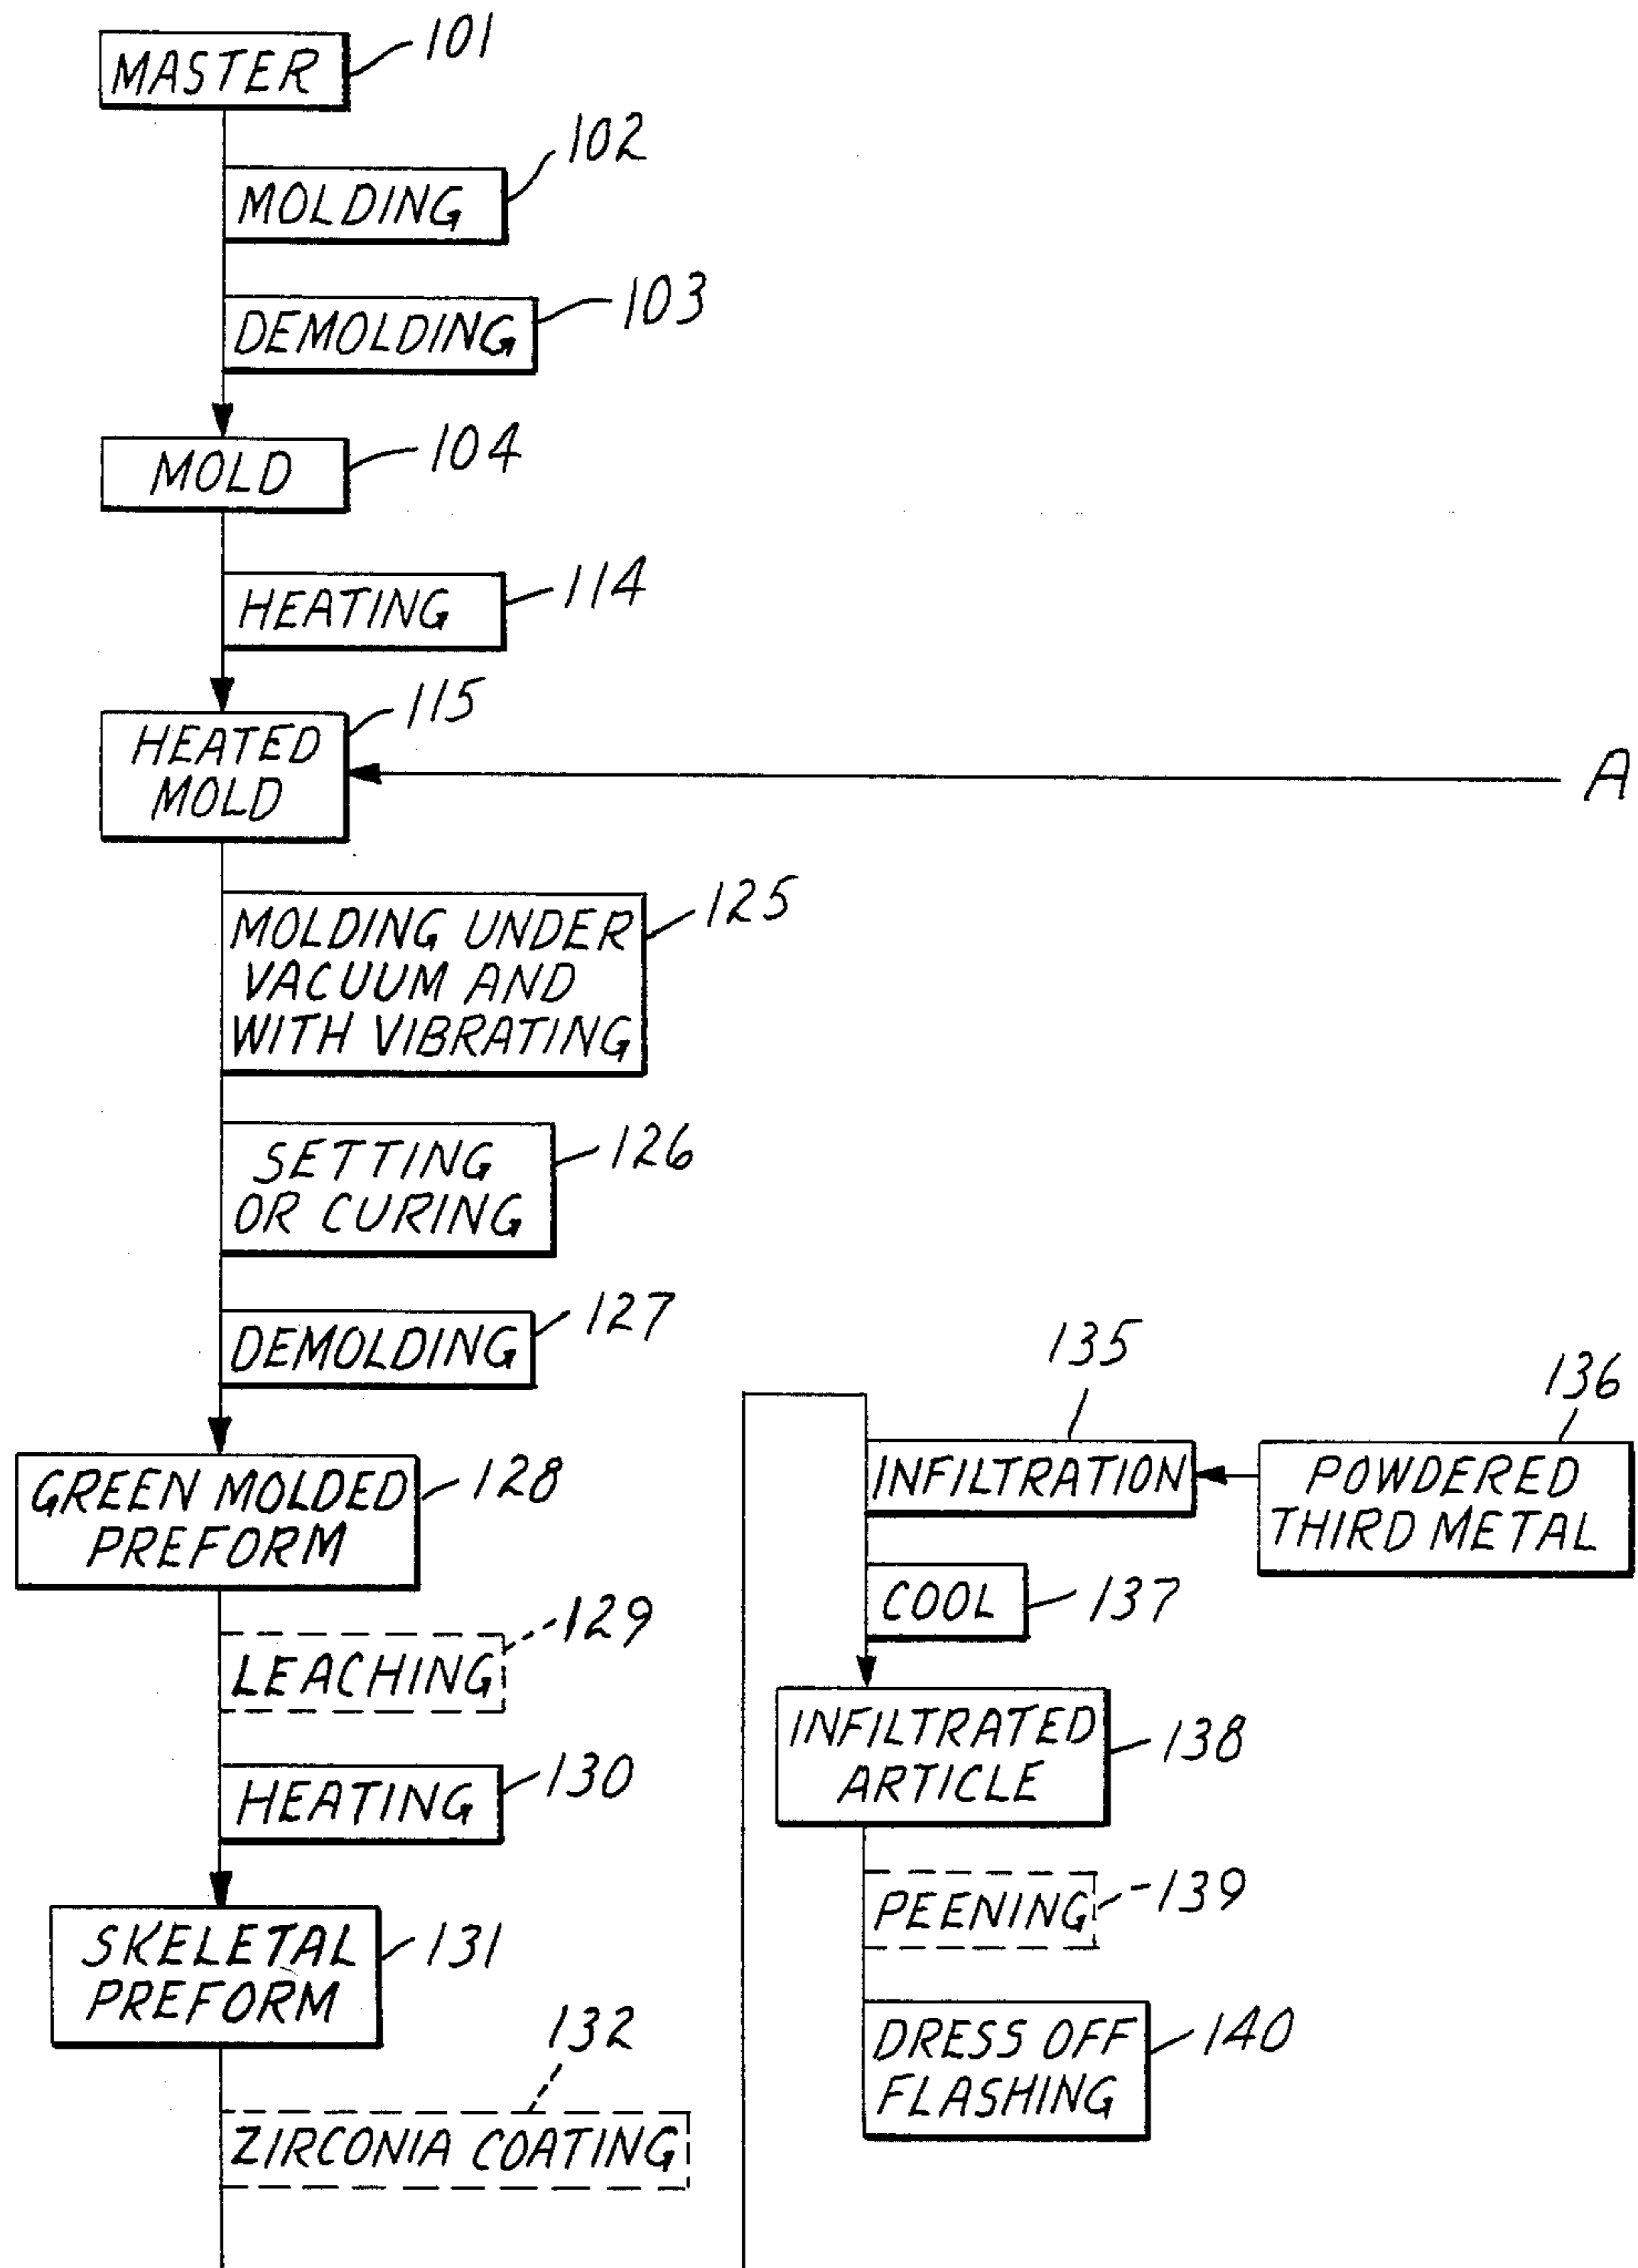 MASTER
101
102
MOLDING
103
DEMOLDING
MOLD
104
HEATING
114
115
HEATED
MOLD
A
125
MOLDING UNDER
VACUUM AND
WITH VIBRATING
SETTING
OR CURING
126
DEMOLDING
127
GREEN MOLDED
PREFORM
128
LEACHING
129
HEATING
130
SKELETAL
PREFORM
131
132
ZIRCONIA COATING
135
INFILTRATION
136
POWDERED
THIRD METAL
COOL
137
INFILTRATED
ARTICLE
138
PEENING
139
DRESS OFF
FLASHING
140